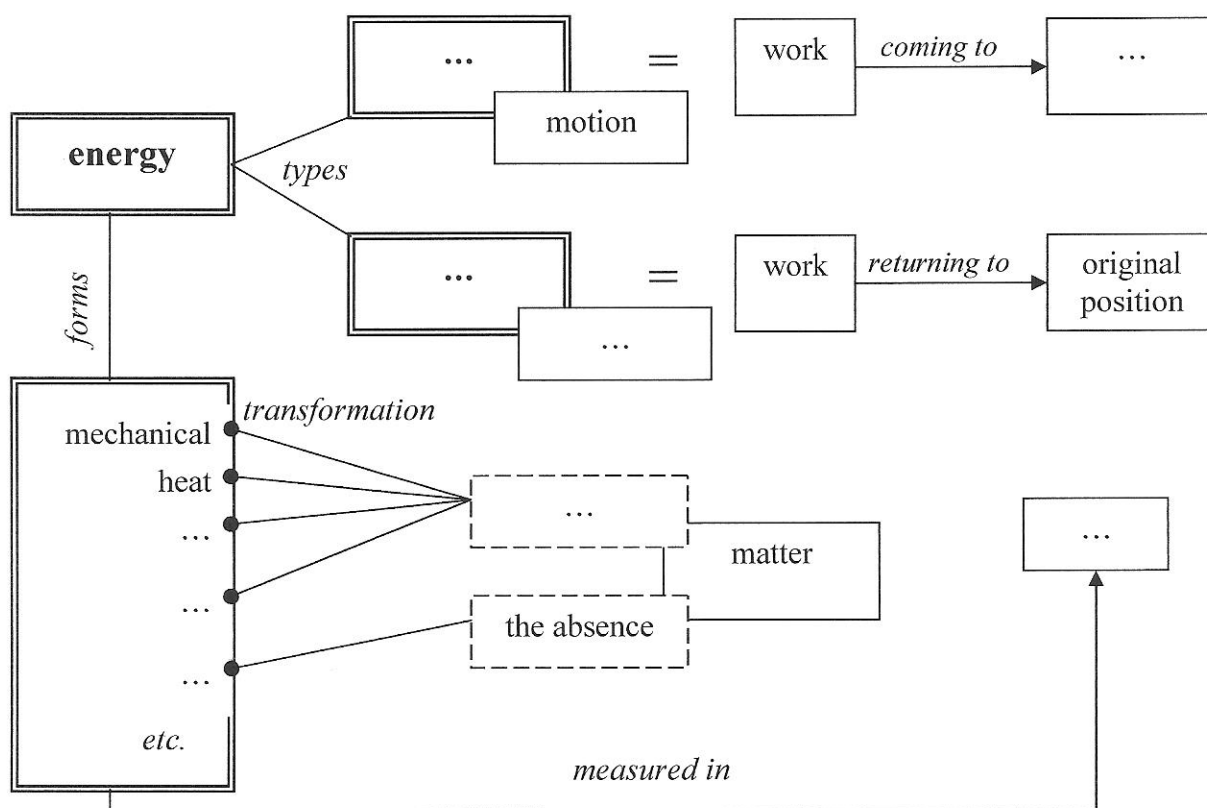 ...
=
work
coming to
...
motion
energy
types
...
=
work
returning to
original
position
...
forms
transformation
mechanical
heat
...
...
...
etc.
...
matter
the absence
...
measured in